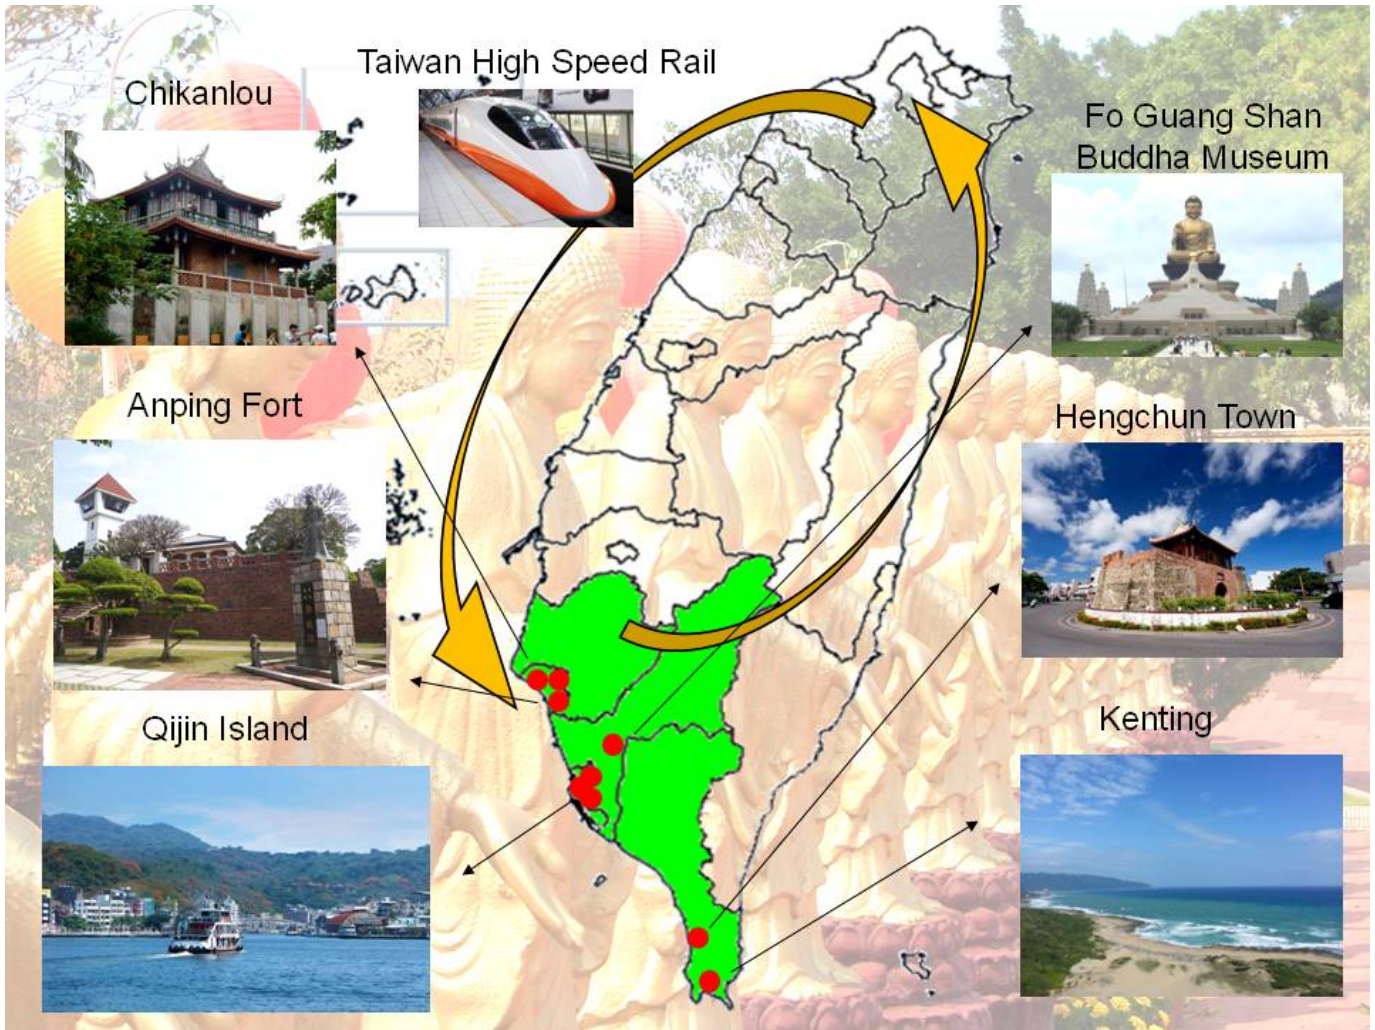 Taiwan High Speed Rail
Chikanlou
Fo Guang Shan
Buddha Museum
Anping Fort
Hengchun Town
Qijin Island
Kenting